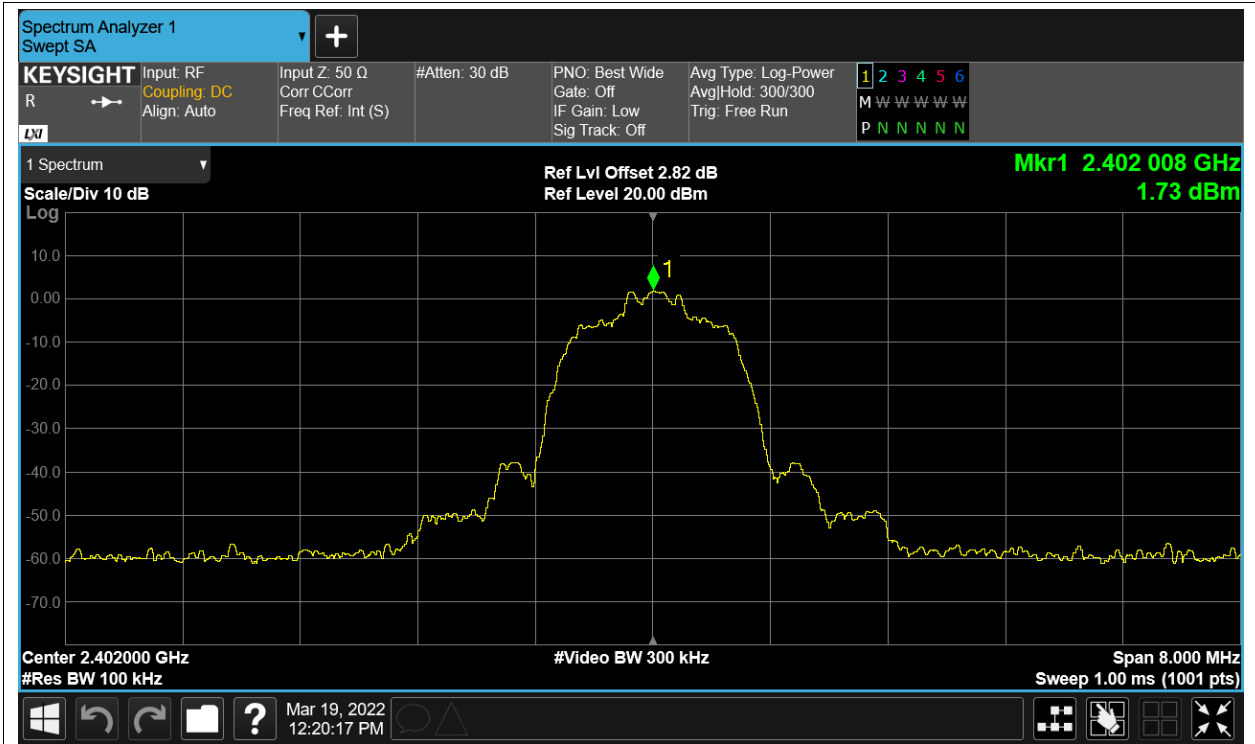 Spectrum Analyzer 1
Swept SA
+
KEYSIGHT
R
LXI
Input: RF
Coupling: DC
Align: Auto
Input Z: 50 Ω
Corr CCorr
Freq Ref: Int (S)
#Atten: 30 dB
PNO: Best Wide
Gate: Off
IF Gain: Low
Sig Track: Off
Avg Type: Log-Power
Avg|Hold: 300/300
Trig: Free Run
1 2 3 4 5 6
M W W W W W
P N N N N N
1 Spectrum
Scale/Div 10 dB
Log
Ref Lvl Offset 2.82 dB
Ref Level 20.00 dBm
Mkr1 2.402 008 GHz
1.73 dBm
1
10.0
0.00
-10.0
-20.0
-30.0
-40.0
-50.0
-60.0
-70.0
Center 2.402000 GHz
#Video BW 300 kHz
Span 8.000 MHz
#Res BW 100 kHz
Sweep 1.00 ms (1001 pts)
?
Mar 19, 2022
12:20:17 PM